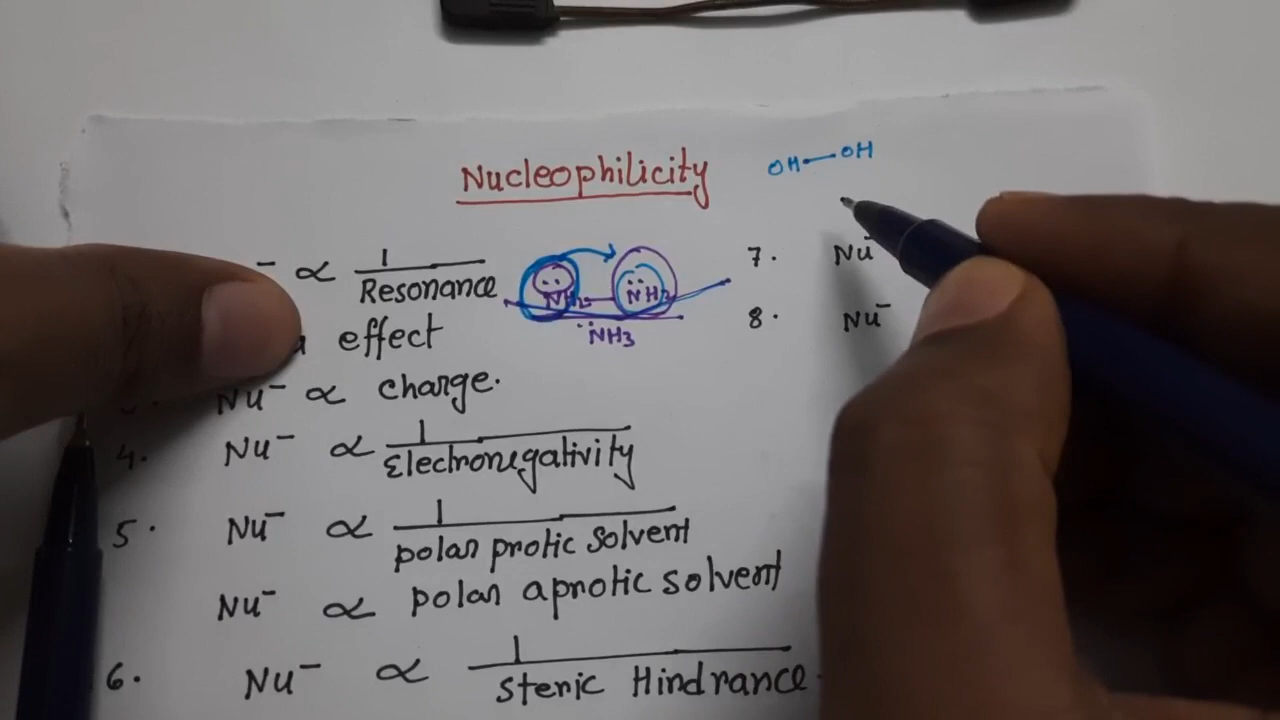 Nucleophilicity
OH—OH
- ∝ 1/Resonance
NH2—NH2
NH3
effect
Nu- ∝ charge.
4. Nu- ∝ 1/Electronegativity
5. Nu- ∝ 1/polar protic solvent
Nu- ∝ polar aprotic solvent
6. Nu- ∝ 1/steric Hindrance.
7. Nu-
8. Nu-